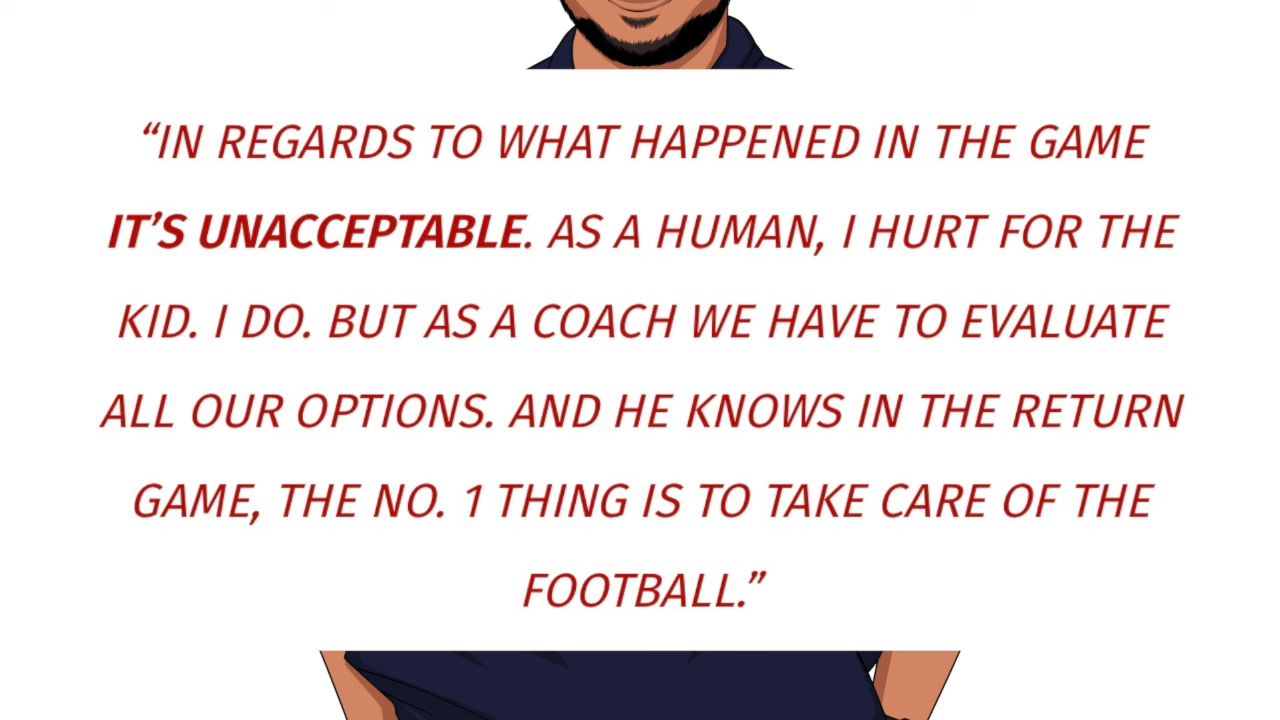 “IN REGARDS TO WHAT HAPPENED IN THE GAME
IT’S UNACCEPTABLE. AS A HUMAN, I HURT FOR THE
KID. I DO. BUT AS A COACH WE HAVE TO EVALUATE
ALL OUR OPTIONS. AND HE KNOWS IN THE RETURN
GAME, THE NO. 1 THING IS TO TAKE CARE OF THE
FOOTBALL.”